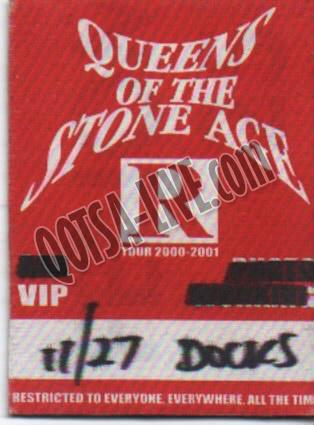 QUEENS
OF THE
STONE AGE
QOTSA-LIVE.com
R
TOUR 2000-2001
VIP
11/27 DOCKS
RESTRICTED TO EVERYONE, EVERYWHERE, ALL THE TIM